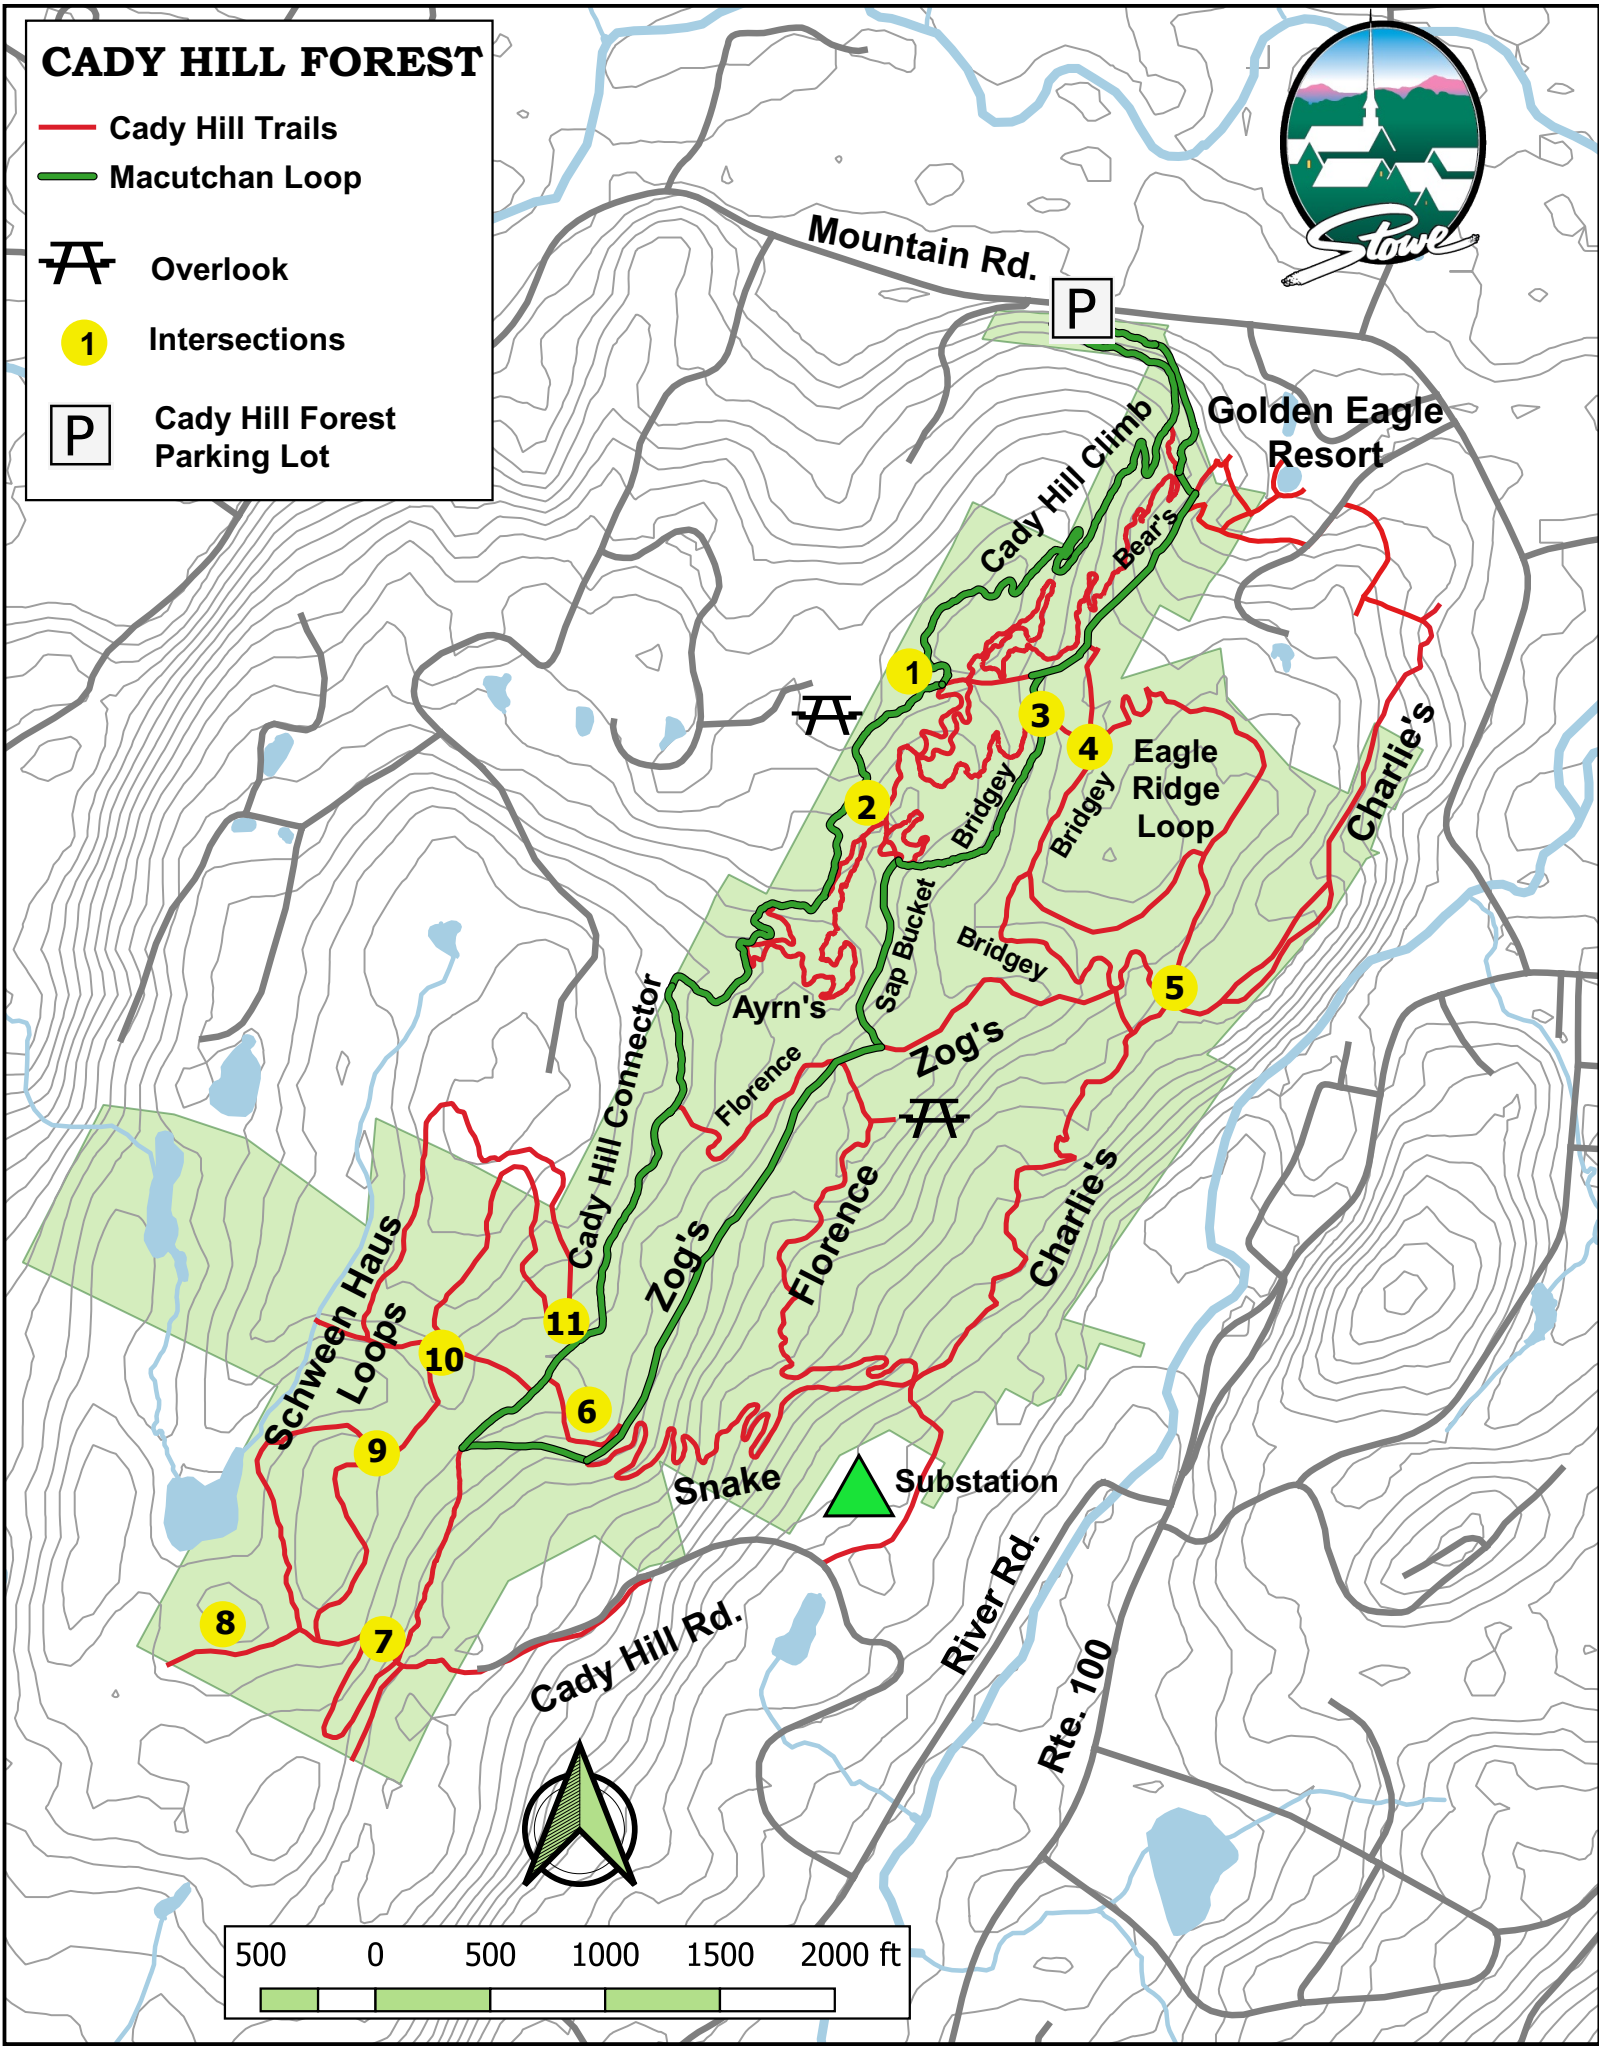 CADY HILL FOREST
Cady Hill Trails
Macutchan Loop
Overlook
1
Intersections
P
Cady Hill Forest
Parking Lot
Stowe
Mountain Rd.
P
Golden Eagle
Resort
Cady Hill Climb
Bear's
1
3
4
Eagle
Ridge
Loop
2
Bridgey
Bridgey
Charlie's
Sap Bucket
Bridgey
5
Ayrn's
Zog's
Florence
Cady Hill Connector
Florence
Charlie's
Zog's
Schween Haus
Loops
11
10
6
9
Snake
Substation
8
7
Cady Hill Rd.
River Rd.
Rte. 100
500 0 500 1000 1500 2000 ft